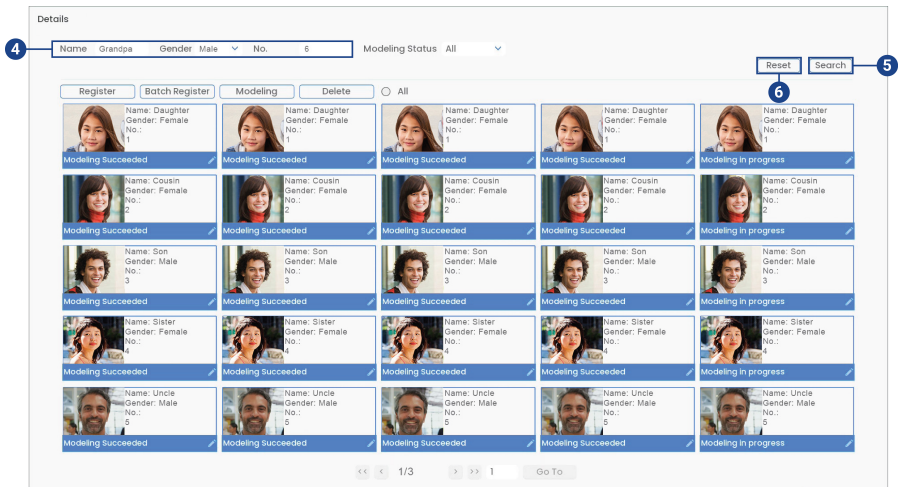 Details
4 Name Grandpa Gender Male No. 6 Modeling Status All
Reset Search 5
6
Register Batch Register Modeling Delete All
Name: Daughter Name: Daughter Name: Daughter Name: Daughter Name: Daughter
Gender: Female Gender: Female Gender: Female Gender: Female Gender: Female
No.: No.: No.: No.: No.:
1 1 1 1 1
Modeling Succeeded Modeling Succeeded Modeling Succeeded Modeling Succeeded Modeling in progress
Name: Cousin Name: Cousin Name: Cousin Name: Cousin Name: Cousin
Gender: Female Gender: Female Gender: Female Gender: Female Gender: Female
No.: No.: No.: No.: No.:
2 2 2 2 2
Modeling Succeeded Modeling Succeeded Modeling Succeeded Modeling Succeeded Modeling in progress
Name: Son Name: Son Name: Son Name: Son Name: Son
Gender: Male Gender: Male Gender: Male Gender: Male Gender: Male
No.: No.: No.: No.: No.:
3 3 3 3 3
Modeling Succeeded Modeling Succeeded Modeling Succeeded Modeling Succeeded Modeling in progress
Name: Sister Name: Sister Name: Sister Name: Sister Name: Sister
Gender: Female Gender: Female Gender: Female Gender: Female Gender: Female
No.: No.: No.: No.: No.:
4 4 4 4 4
Modeling Succeeded Modeling Succeeded Modeling Succeeded Modeling Succeeded Modeling in progress
Name: Uncle Name: Uncle Name: Uncle Name: Uncle Name: Uncle
Gender: Male Gender: Male Gender: Male Gender: Male Gender: Male
No.: No.: No.: No.: No.:
5 5 5 5 5
Modeling Succeeded Modeling Succeeded Modeling Succeeded Modeling Succeeded Modeling in progress
<< < 1/3 > >> 1 Go To